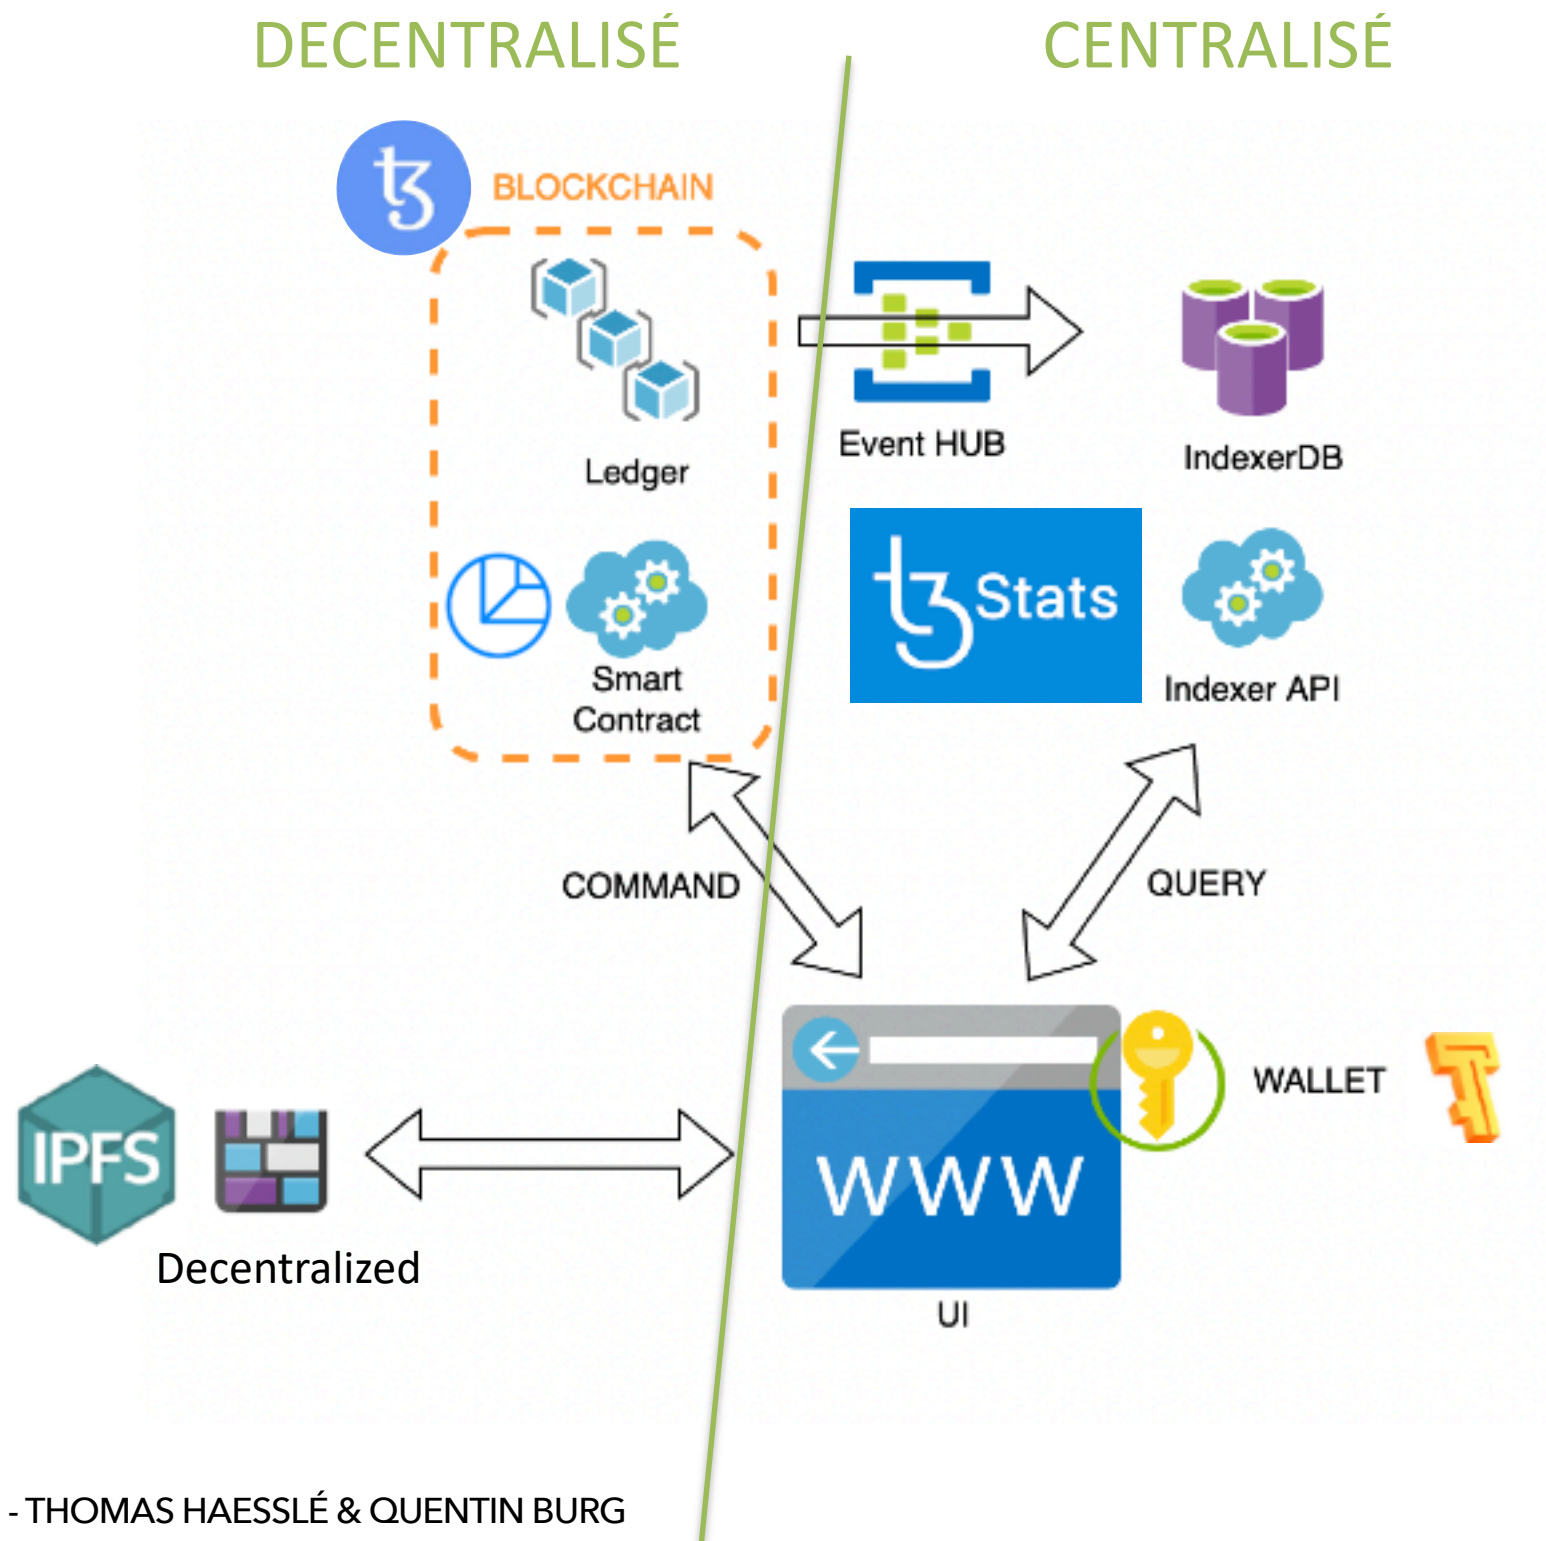 DECENTRALISÉ
CENTRALISÉ
BLOCKCHAIN
Ledger
Event HUB
IndexerDB
Smart
Contract
tz Stats
Indexer API
COMMAND
QUERY
IPFS
Decentralized
WWW
UI
WALLET
- THOMAS HAESSLÉ & QUENTIN BURG